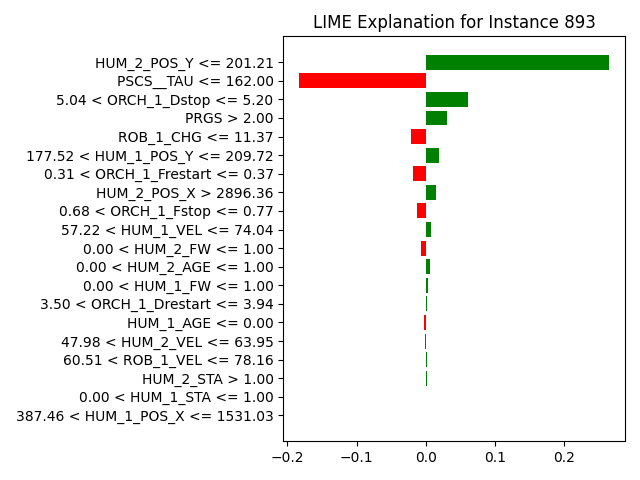 LIME Explanation for Instance 893
HUM_2_POS_Y <= 201.21
PSCS__TAU <= 162.00
5.04 < ORCH_1_Dstop <= 5.20
PRGS > 2.00
ROB_1_CHG <= 11.37
177.52 < HUM_1_POS_Y <= 209.72
0.31 < ORCH_1_Frestart <= 0.37
HUM_2_POS_X > 2896.36
0.68 < ORCH_1_Fstop <= 0.77
57.22 < HUM_1_VEL <= 74.04
0.00 < HUM_2_FW <= 1.00
0.00 < HUM_2_AGE <= 1.00
0.00 < HUM_1_FW <= 1.00
3.50 < ORCH_1_Drestart <= 3.94
HUM_1_AGE <= 0.00
47.98 < HUM_2_VEL <= 63.95
60.51 < ROB_1_VEL <= 78.16
HUM_2_STA > 1.00
0.00 < HUM_1_STA <= 1.00
387.46 < HUM_1_POS_X <= 1531.03
−0.2 −0.1 0.0 0.1 0.2